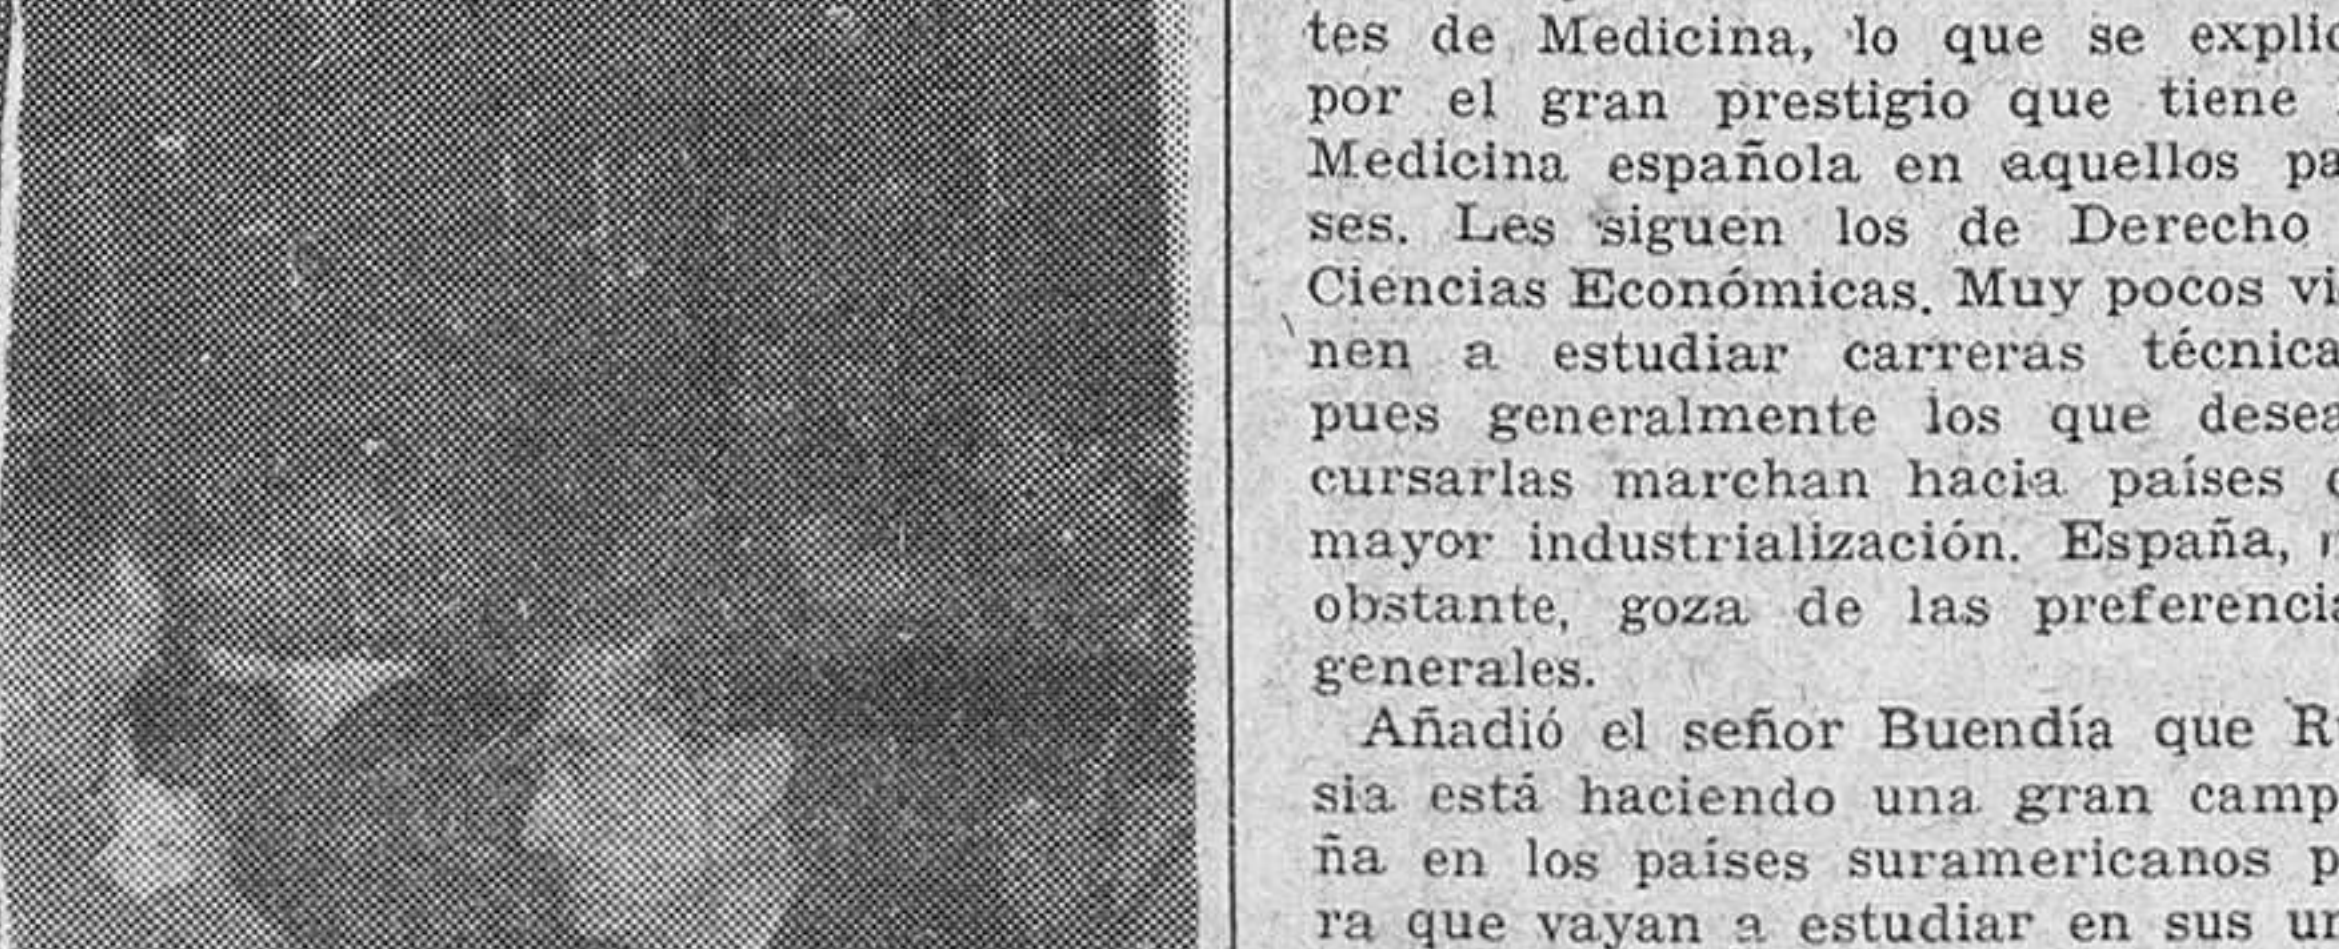 tes de Medicina, lo que se explic
por el gran prestigio que tiene
Medicina española en aquellos pa
ses. Les siguen los de Derecho
Ciencias Económicas. Muy pocos vi
nen a estudiar carreras técnica
pues generalmente los que desea
cursarlas marchan hacia países
mayor industrialización. España,
obstante, goza de las preferencia
generales.
Añadió el señor Buendía que Ru
sia está haciendo una gran camp
ña en los países suramericanos p
ra que vayan a estudiar en sus un